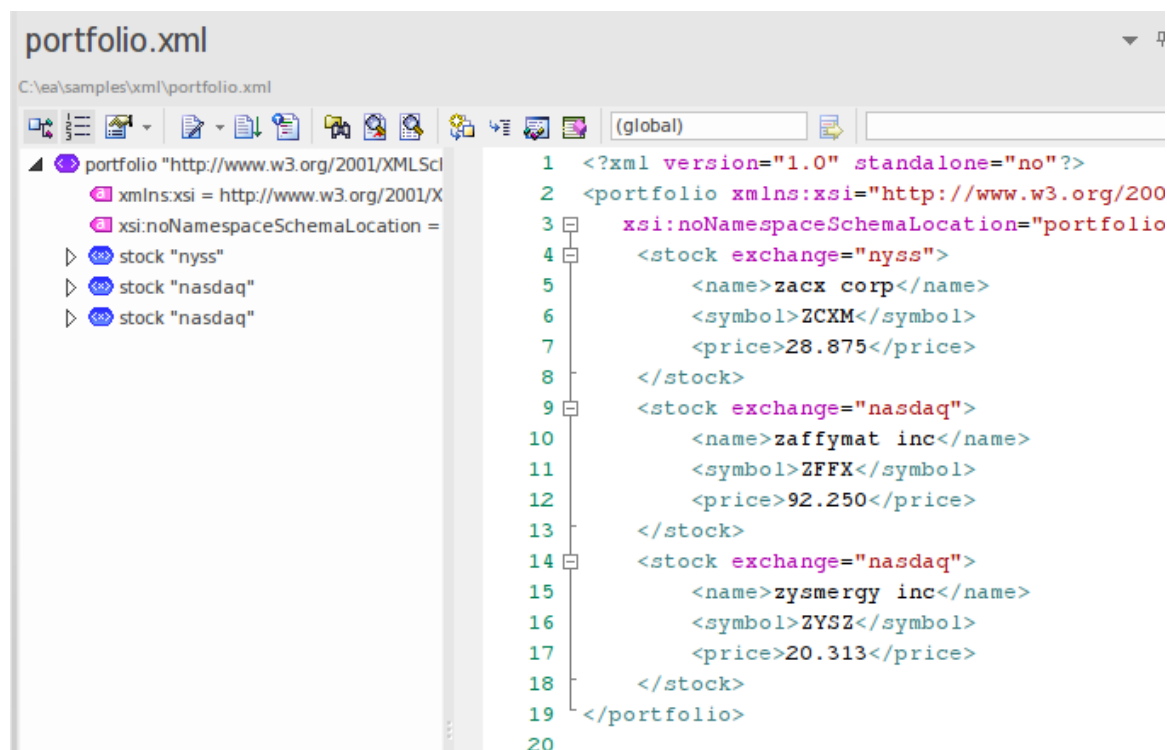 portfolio.xml
C:\ea\samples\xml\portfolio.xml
(global)
portfolio "http://www.w3.org/2001/XMLScl
xmlns:xsi = http://www.w3.org/2001/X
xsi:noNamespaceSchemaLocation =
stock "nyss"
stock "nasdaq"
stock "nasdaq"
1 <?xml version="1.0" standalone="no"?>
2 <portfolio xmlns:xsi="http://www.w3.org/200
3 xsi:noNamespaceSchemaLocation="portfolio
4 <stock exchange="nyss">
5 <name>zacx corp</name>
6 <symbol>ZCXM</symbol>
7 <price>28.875</price>
8 </stock>
9 <stock exchange="nasdaq">
10 <name>zaffymat inc</name>
11 <symbol>ZFFX</symbol>
12 <price>92.250</price>
13 </stock>
14 <stock exchange="nasdaq">
15 <name>zysmergy inc</name>
16 <symbol>ZYSZ</symbol>
17 <price>20.313</price>
18 </stock>
19 </portfolio>
20